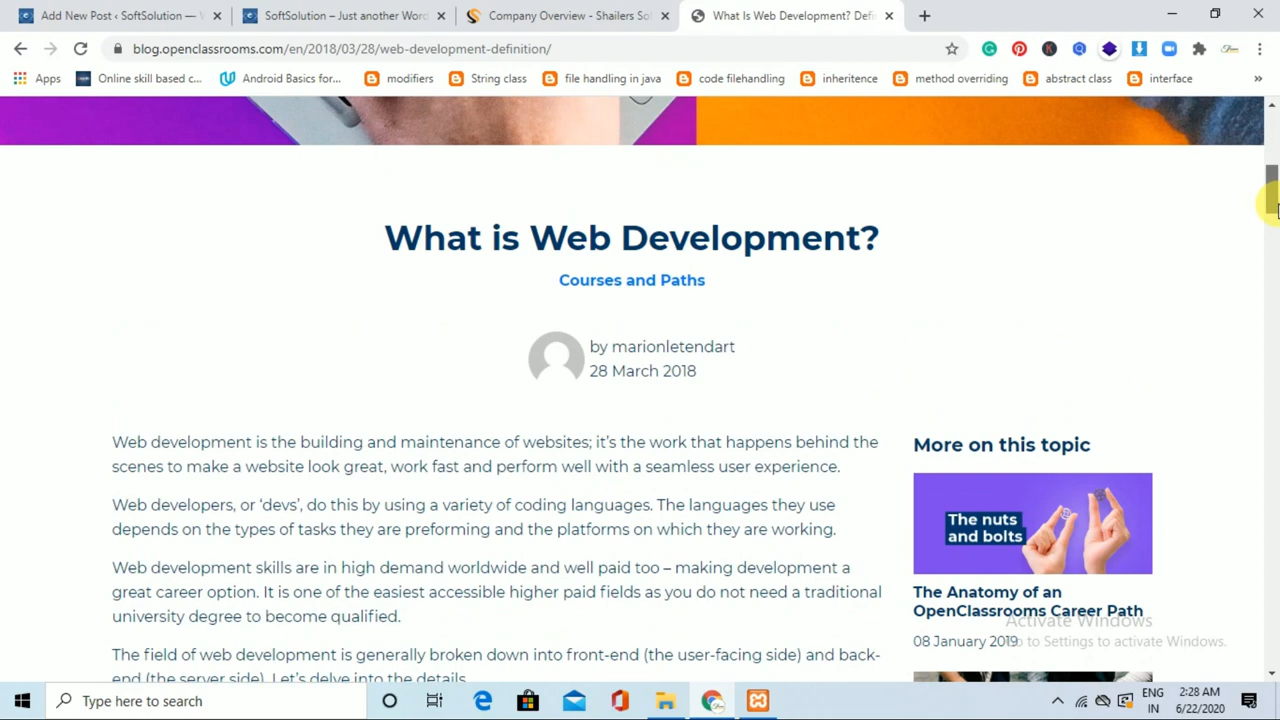 Add New Post ‹ SoftSolution — W
SoftSolution – Just another Word
Company Overview - Shailers Sol
What Is Web Development? Defi
blog.openclassrooms.com/en/2018/03/28/web-development-definition/
Apps
Online skill based c...
Android Basics for...
modifiers
String class
file handling in java
code filehandling
inheritence
method overriding
abstract class
interface
»
What is Web Development?
Courses and Paths
by marionletendart
28 March 2018
Web development is the building and maintenance of websites; it's the work that happens behind the
scenes to make a website look great, work fast and perform well with a seamless user experience.
Web developers, or 'devs', do this by using a variety of coding languages. The languages they use
depends on the types of tasks they are preforming and the platforms on which they are working.
Web development skills are in high demand worldwide and well paid too – making development a
great career option. It is one of the easiest accessible higher paid fields as you do not need a traditional
university degree to become qualified.
The field of web development is generally broken down into front-end (the user-facing side) and back-
end (the server side). Let's delve into the details.
More on this topic
The nuts
and bolts
The Anatomy of an
OpenClassrooms Career Path
08 January 2019
Activate Windows
Go to Settings to activate Windows.
Type here to search
ENG
IN
2:28 AM
6/22/2020